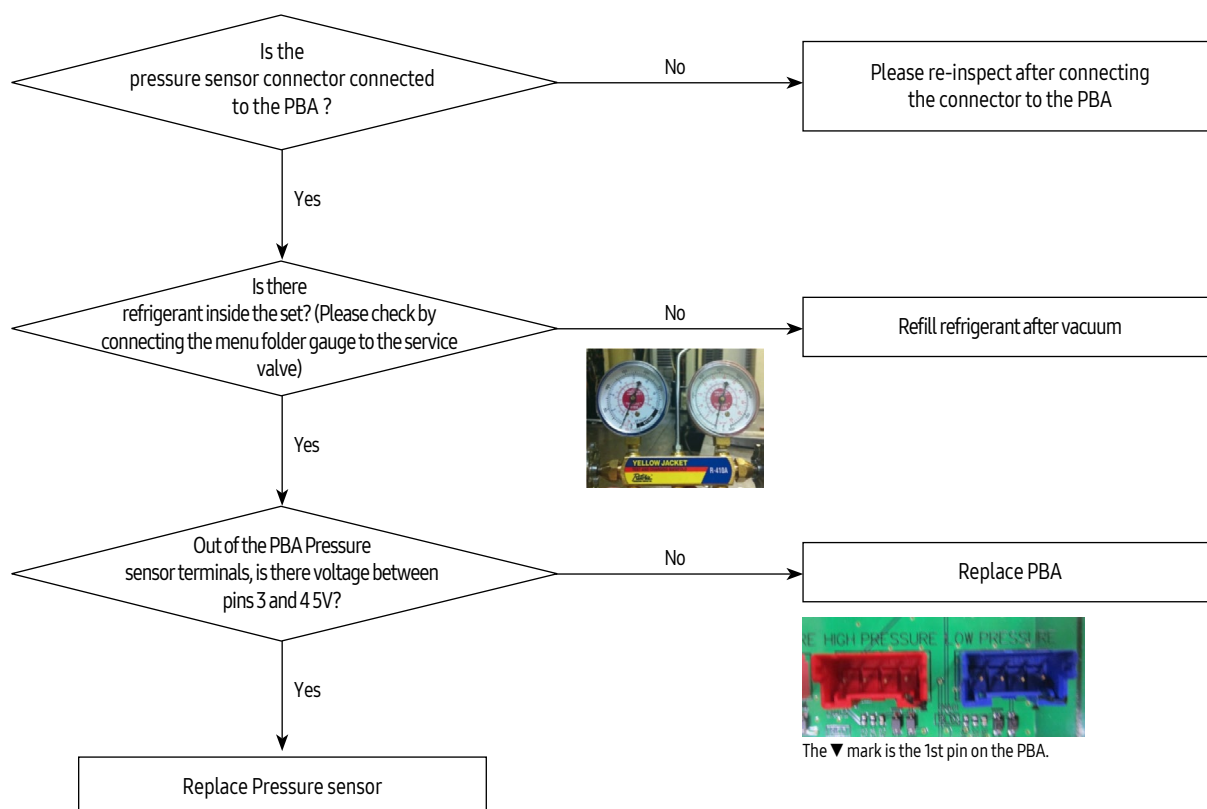 Is the
pressure sensor connector connected
to the PBA ?
No
Please re-inspect after connecting
the connector to the PBA
Yes
Is there
refrigerant inside the set? (Please check by
connecting the menu folder gauge to the service
valve)
No
Refill refrigerant after vacuum
YELLOW JACKET
R-410A
Yes
Out of the PBA Pressure
sensor terminals, is there voltage between
pins 3 and 4 5V?
No
Replace PBA
RE HIGH PRESSURE LOW PRESSURE
The ▼ mark is the 1st pin on the PBA.
Yes
Replace Pressure sensor